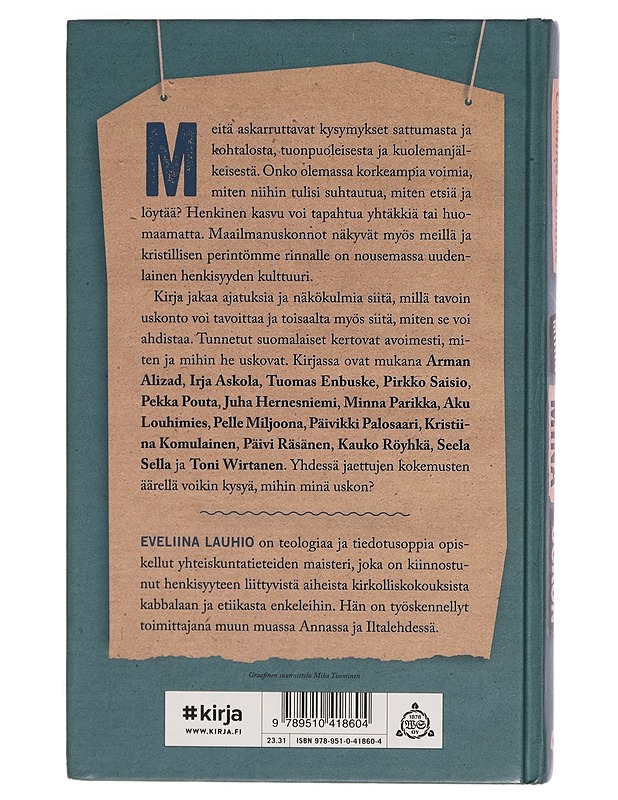 Meitä askarruttavat kysymykset sattumasta ja
kohtalosta, tuonpuoleisesta ja kuolemanjäl-
keisestä. Onko olemassa korkeampia voimia,
miten niihin tulisi suhtautua, miten etsiä ja
löytää? Henkinen kasvu voi tapahtua yhtäkkiä tai huo-
maamatta. Maailmanuskonnot näkyvät myös meillä ja
kristillisen perintömme rinnalle on nousemassa uuden-
lainen henkisyyden kulttuuri.
Kirja jakaa ajatuksia ja näkökulmia siitä, millä tavoin
uskonto voi tavoittaa ja toisaalta myös siitä, miten se voi
ahdistaa. Tunnetut suomalaiset kertovat avoimesti, mi-
ten ja mihin he uskovat. Kirjassa ovat mukana Arman
Alizad, Irja Askola, Tuomas Enbuske, Pirkko Saisio,
Pekka Pouta, Juha Hernesniemi, Minna Parikka, Aku
Louhimies, Pelle Miljoona, Päivikki Palosaari, Kristii-
na Komulainen, Päivi Räsänen, Kauko Röyhkä, Seela
Sella ja Toni Wirtanen. Yhdessä jaettujen kokemusten
äärellä voikin kysyä, mihin minä uskon?
EVELIINA LAUHIO on teologiaa ja tiedotusoppia opis-
kellut yhteiskuntatieteiden maisteri, joka on kiinnostu-
nut henkisyyteen liittyvistä aiheista kirkolliskokouksista
kabbalaan ja etiikasta enkeleihin. Hän on työskennellyt
toimittajana muun muassa Annassa ja Iltalehdessä.
Graafinen suunnittelu Mika Tuominen
#kirja
WWW.KIRJA.FI
9 789510 418604
23.31 ISBN 978-951-0-41860-4
1878
WS
OY